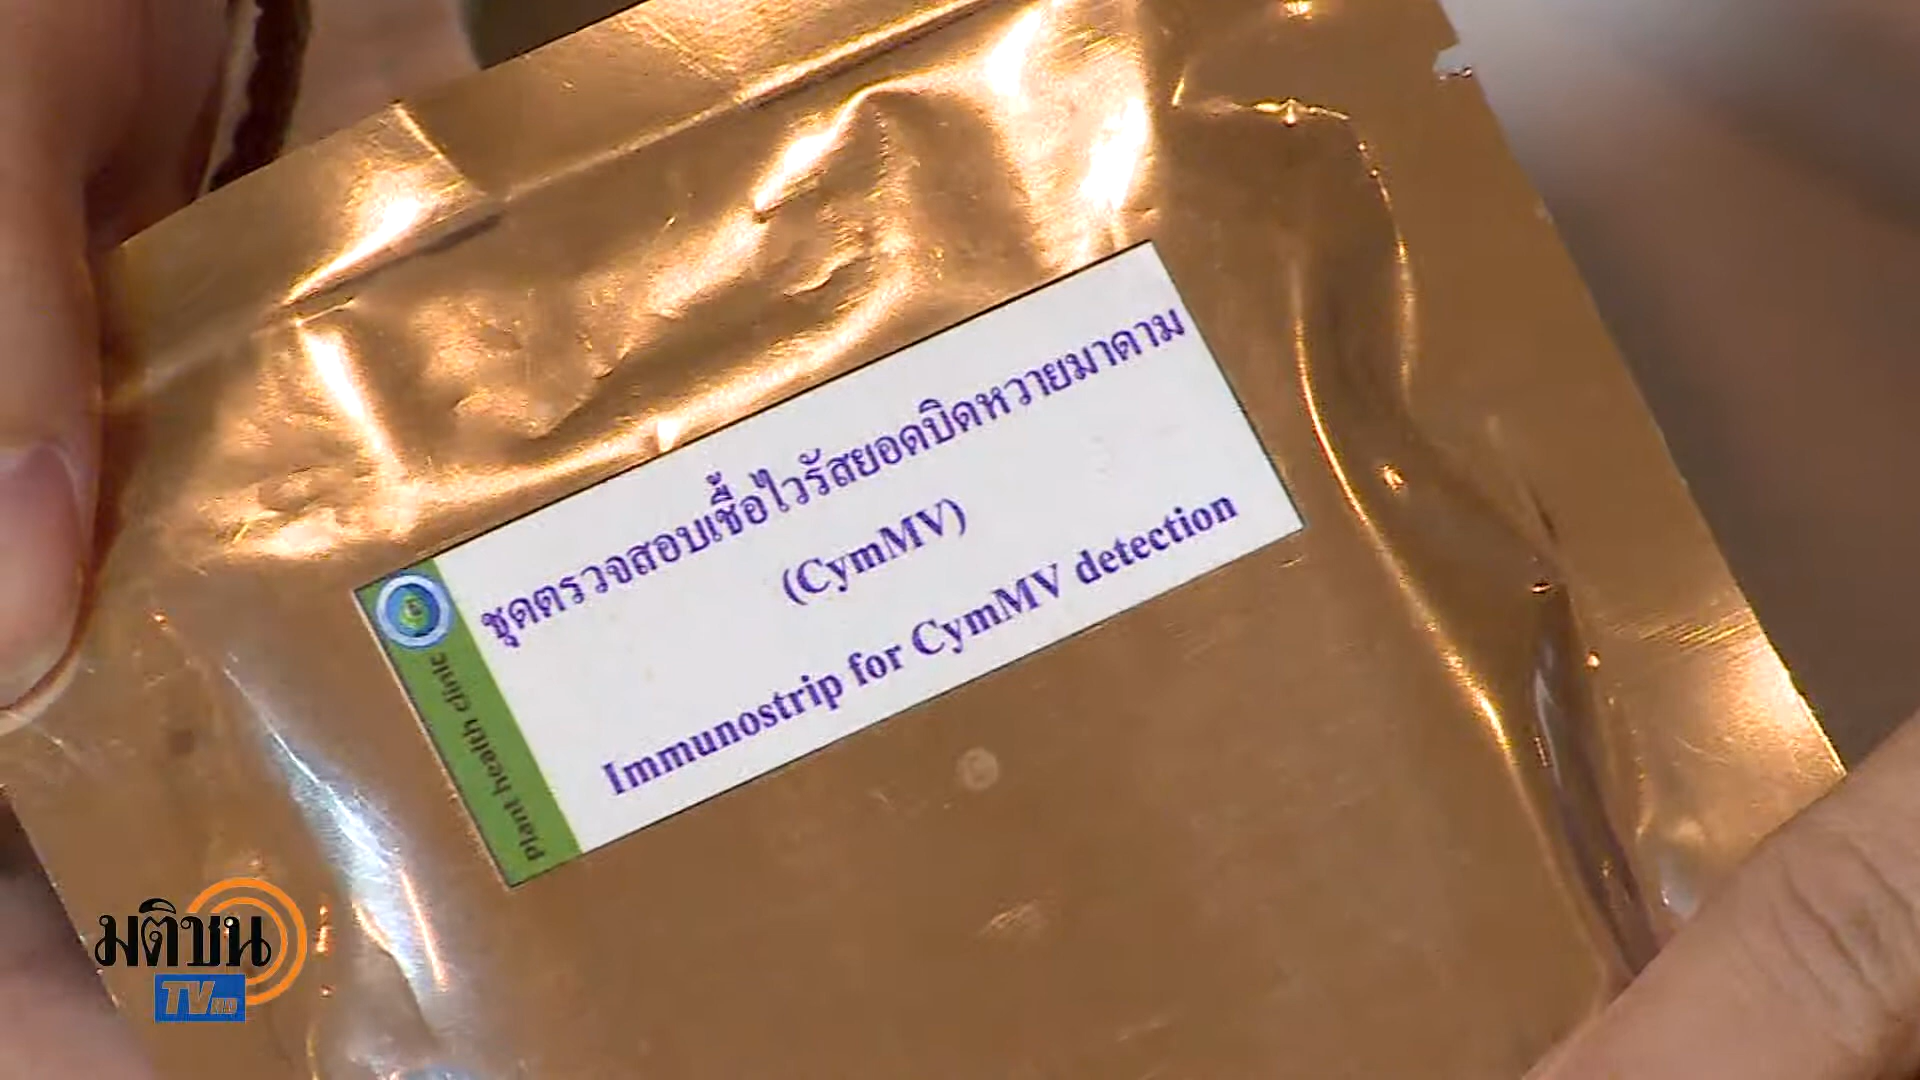 ชุดตรวจสอบเชื้อไวรัสยอดบิดหวายมาดาม
(CymMV)
Immunostrip for CymMV detection
Plant health clinic
มติชน
TV